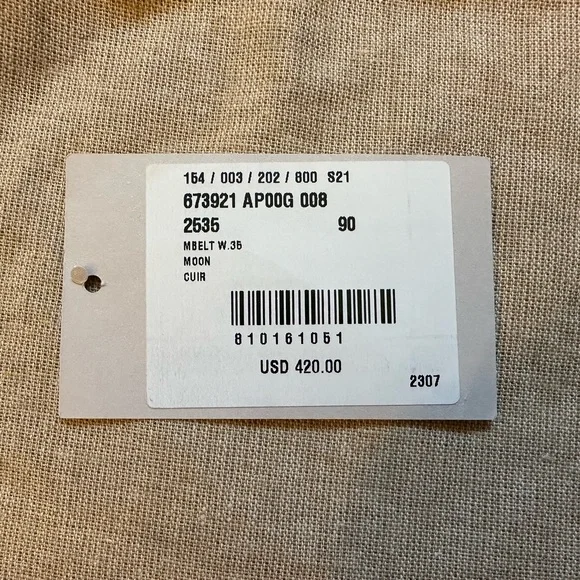 164 / 003 / 202 / 800 S21
673921 AP00G 008
2535 90
MBELT W.35
MOON
CUIR
810161051
USD 420.00
2307